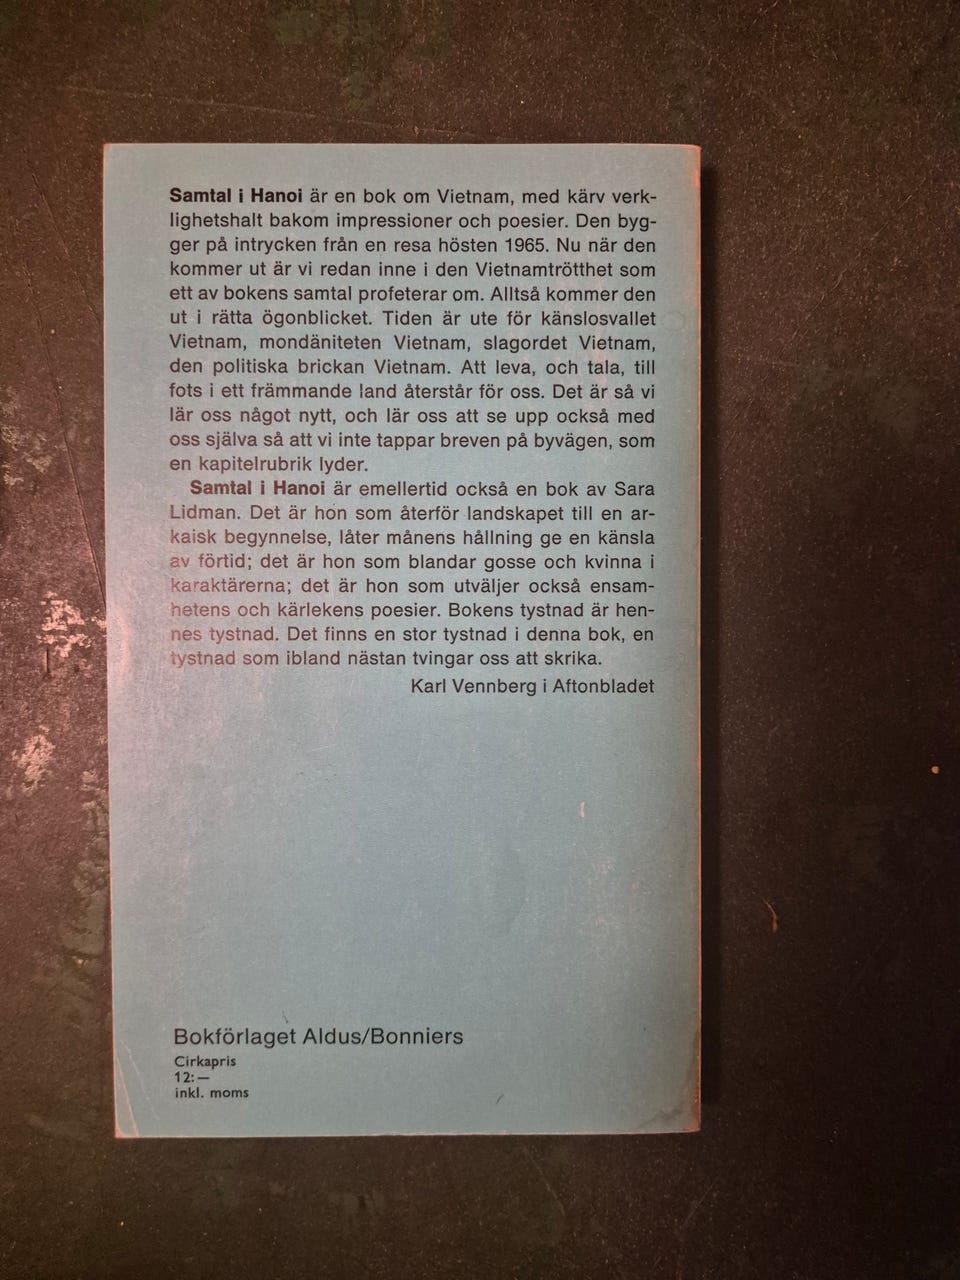 Samtal i Hanoi är en bok om Vietnam, med kärv verk-
lighetshalt bakom impressioner och poesier. Den byg-
ger på intrycken från en resa hösten 1965. Nu när den
kommer ut är vi redan inne i den Vietnamtrötthet som
ett av bokens samtal profeterar om. Alltså kommer den
ut i rätta ögonblicket. Tiden är ute för känslosvallet
Vietnam, mondäniteten Vietnam, slagordet Vietnam,
den politiska brickan Vietnam. Att leva, och tala, till
fots i ett främmande land återstår för oss. Det är så vi
lär oss något nytt, och lär oss att se upp också med
oss själva så att vi inte tappar breven på byvägen, som
en kapitelrubrik lyder.
Samtal i Hanoi är emellertid också en bok av Sara
Lidman. Det är hon som återför landskapet till en ar-
kaisk begynnelse, låter månens hållning ge en känsla
av förtid; det är hon som blandar gosse och kvinna i
karaktärerna; det är hon som utväljer också ensam-
hetens och kärlekens poesier. Bokens tystnad är hen-
nes tystnad. Det finns en stor tystnad i denna bok, en
tystnad som ibland nästan tvingar oss att skrika.
Karl Vennberg i Aftonbladet
Bokförlaget Aldus/Bonniers
Cirkapris
12:—
inkl. moms